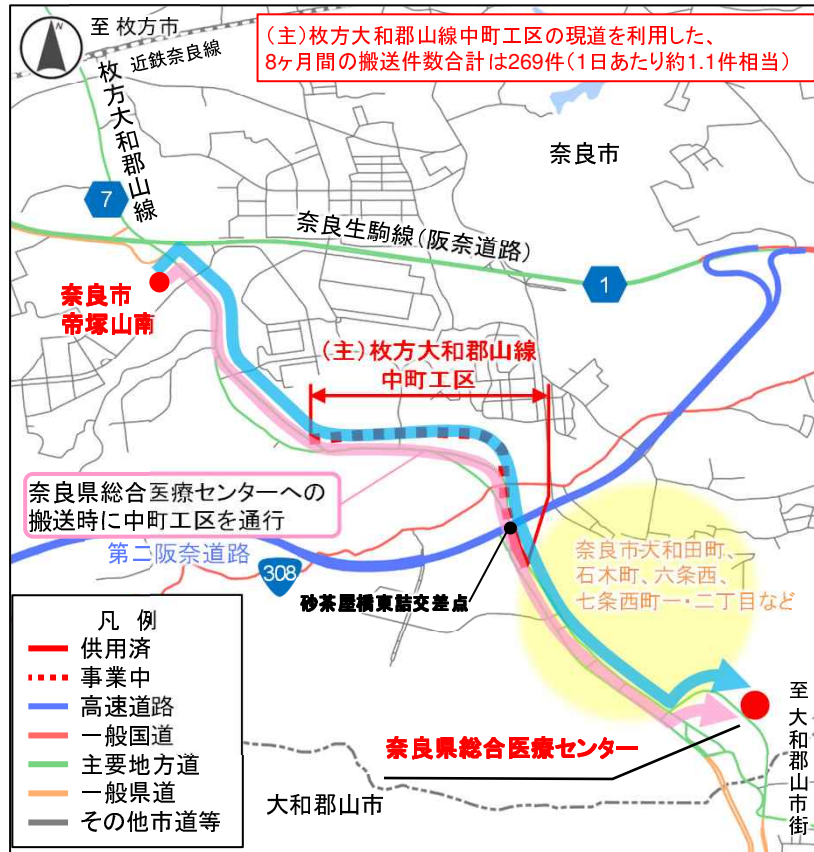 至 枚方市
近鉄奈良線
枚方大和郡山線
(主)枚方大和郡山線中町工区の現道を利用した、
8ヶ月間の搬送件数合計は269件(1日あたり約1.1件相当)
奈良市
7
奈良生駒線(阪奈道路)
1
奈良市
帝塚山南
(主)枚方大和郡山線
中町工区
奈良県総合医療センターへの
搬送時に中町工区を通行
第二阪奈道路
308
砂茶屋橋東詰交差点
奈良市大和田町、
石木町、六条西、
七条西町一・二丁目など
凡 例
供用済
事業中
高速道路
一般国道
主要地方道
一般県道
その他市道等
奈良県総合医療センター
大和郡山市
至 大和郡山市街
N